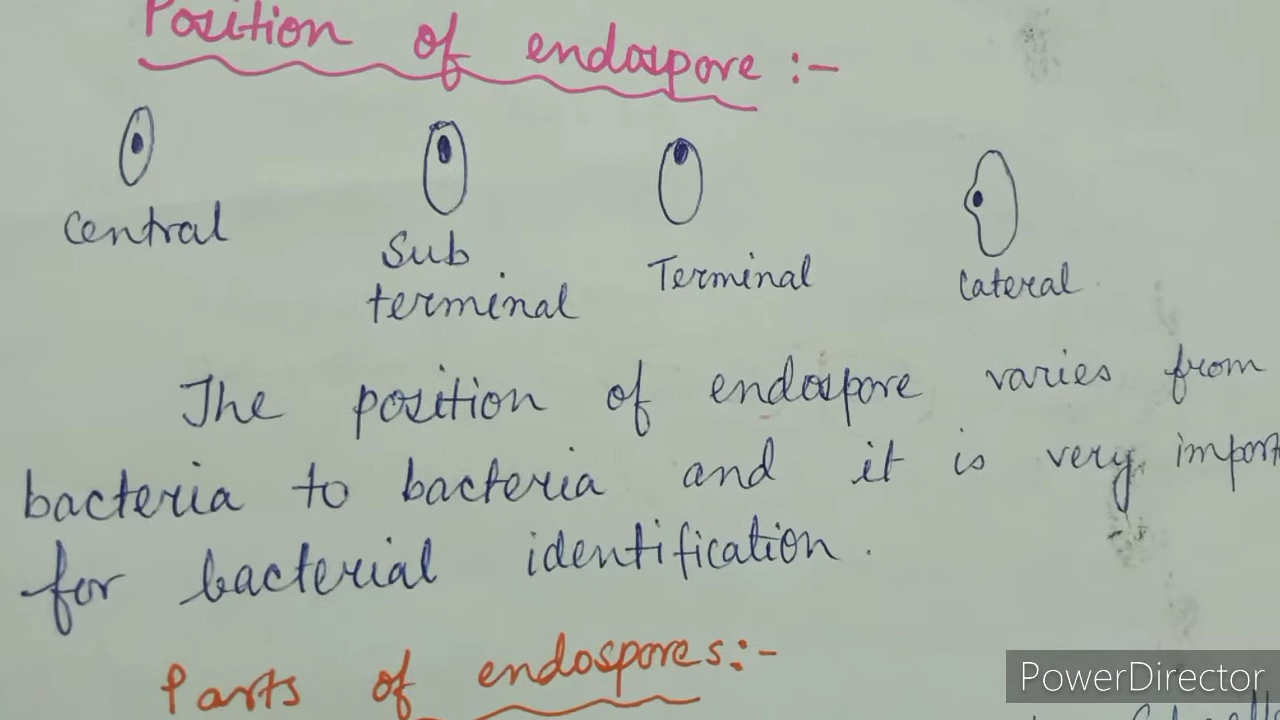 Position of endospore :-
Central
Sub
terminal
Terminal
Lateral
The position of endospore varies from
bacteria to bacteria and it is very import
for bacterial identification.
Parts of endospores:-
PowerDirector